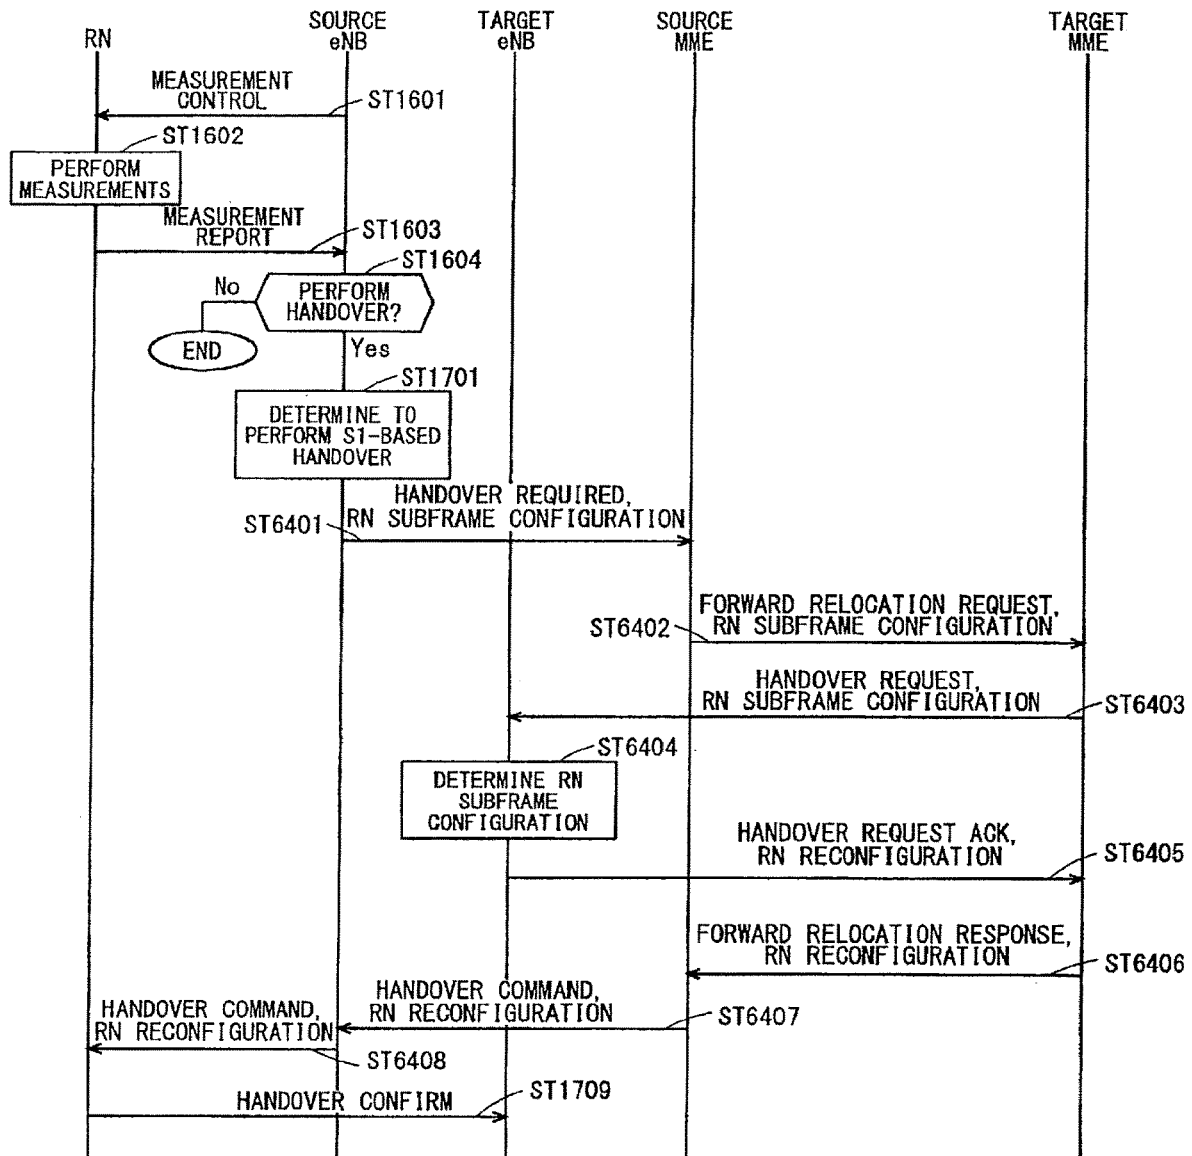 RN
SOURCE
eNB
TARGET
eNB
SOURCE
MME
TARGET
MME
MEASUREMENT
CONTROL
ST1601
ST1602
PERFORM
MEASUREMENTS
MEASUREMENT
REPORT
ST1603
ST1604
No
PERFORM
HANDOVER?
END
Yes
ST1701
DETERMINE TO
PERFORM S1-BASED
HANDOVER
HANDOVER REQUIRED,
RN SUBFRAME CONFIGURATION
ST6401
FORWARD RELOCATION REQUEST,
RN SUBFRAME CONFIGURATION
ST6402
HANDOVER REQUEST,
RN SUBFRAME CONFIGURATION
ST6403
ST6404
DETERMINE RN
SUBFRAME
CONFIGURATION
HANDOVER REQUEST ACK,
RN RECONFIGURATION
ST6405
FORWARD RELOCATION RESPONSE,
RN RECONFIGURATION
ST6406
HANDOVER COMMAND,
RN RECONFIGURATION
ST6407
HANDOVER COMMAND,
RN RECONFIGURATION
ST6408
HANDOVER CONFIRM
ST1709